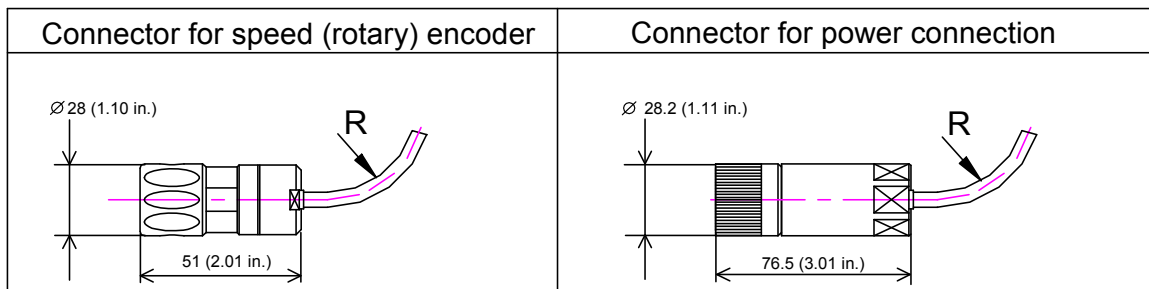 Connector for speed (rotary) encoder
Connector for power connection
⌀ 28 (1.10 in.)
R
51 (2.01 in.)
⌀ 28.2 (1.11 in.)
R
76.5 (3.01 in.)